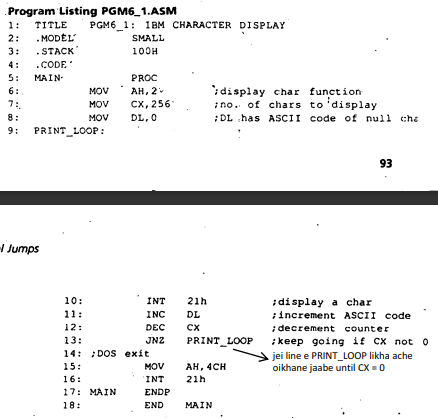 Program Listing PGM6_1.ASM
1: TITLE PGM6_1: IBM CHARACTER DISPLAY
2: .MODEL SMALL
3: .STACK 100H
4: .CODE
5: MAIN PROC
6: MOV AH,2 ;display char function
7: MOV CX,256 ;no. of chars to display
8: MOV DL,0 ;DL has ASCII code of null cha
9: PRINT_LOOP:
93
l Jumps
10: INT 21h ;display a char
11: INC DL ;increment ASCII code
12: DEC CX ;decrement counter
13: JNZ PRINT_LOOP ;keep going if CX not 0
14: ;DOS exit
jei line e PRINT_LOOP likha ache
oikhane jaabe until CX = 0
15: MOV AH,4CH
16: INT 21h
17: MAIN ENDP
18: END MAIN